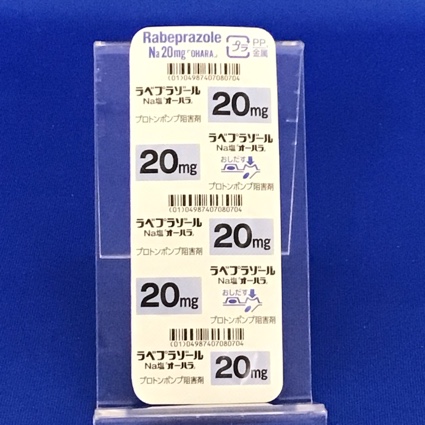 Rabeprazole
Na 20mg「OHARA」
プラ
PP
金属
(01)04987407080704
ラベプラゾール
Na塩「オーハラ」
プロトンポンプ阻害剤
20mg
20mg
ラベプラゾール
Na塩「オーハラ」
おしだす
プロトンポンプ阻害剤
(01)04987407080704
ラベプラゾール
Na塩「オーハラ」
プロトンポンプ阻害剤
20mg
20mg
ラベプラゾール
Na塩「オーハラ」
おしだす
プロトンポンプ阻害剤
(01)04987407080704
ラベプラゾール
Na塩「オーハラ」
プロトンポンプ阻害剤
20mg